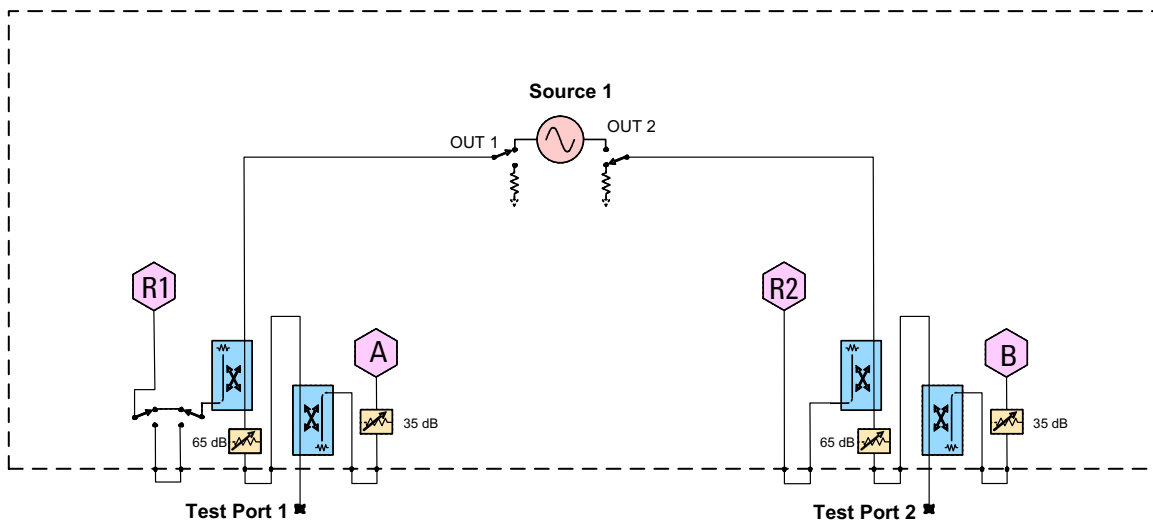 Source 1
OUT 1
OUT 2
R1
R2
A
B
65 dB
35 dB
65 dB
35 dB
Test Port 1
Test Port 2